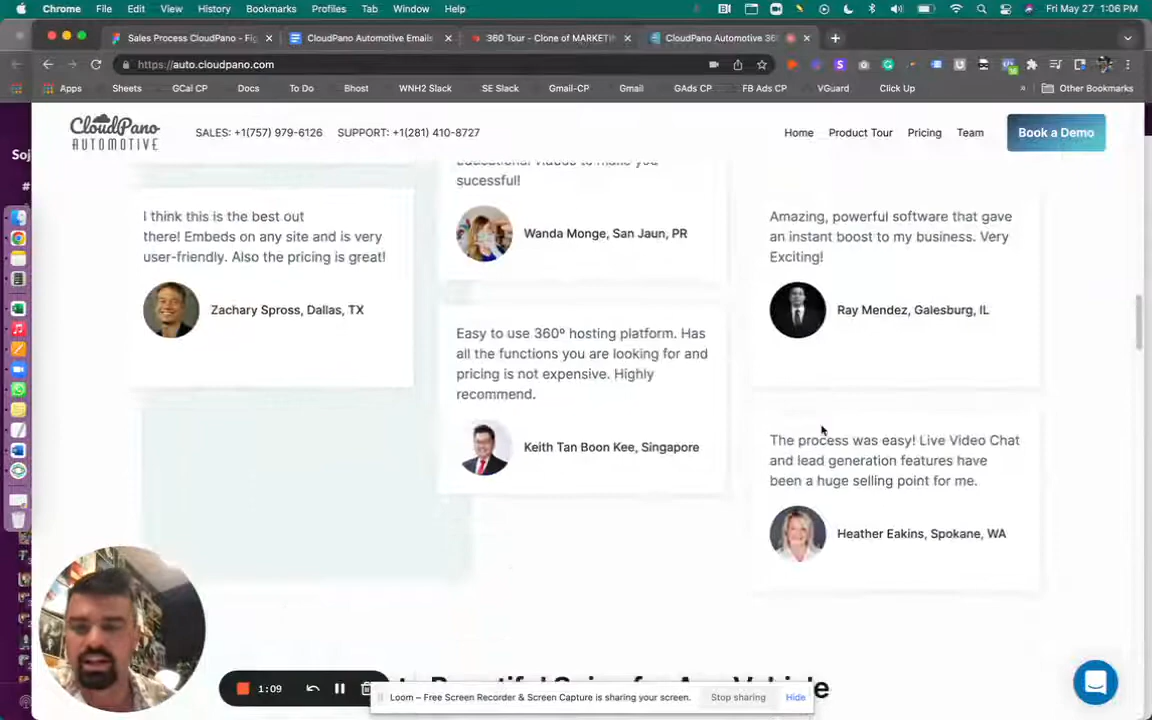 Chrome File Edit View History Bookmarks Profiles Tab Window Help Fri May 27 1:06 PM
Sales Process CloudPano - Fig CloudPano Automotive Emails 360 Tour - Clone of MARKETI CloudPano Automotive 36
https://auto.cloudpano.com
Apps Sheets GCal CP Docs To Do Bhost WNH2 Slack SE Slack Gmail-CP Gmail GAds CP FB Ads CP VGuard Click Up Other Bookmarks
CloudPano
AUTOMOTIVE
SALES: +1(757) 979-6126 SUPPORT: +1(281) 410-8727
Home Product Tour Pricing Team Book a Demo
Soj
#
Educational videos to make you
sucessful!
Wanda Monge, San Jaun, PR
I think this is the best out
there! Embeds on any site and is very
user-friendly. Also the pricing is great!
Zachary Spross, Dallas, TX
Amazing, powerful software that gave
an instant boost to my business. Very
Exciting!
Ray Mendez, Galesburg, IL
Easy to use 360º hosting platform. Has
all the functions you are looking for and
pricing is not expensive. Highly
recommend.
Keith Tan Boon Kee, Singapore
The process was easy! Live Video Chat
and lead generation features have
been a huge selling point for me.
Heather Eakins, Spokane, WA
1:09
Loom – Free Screen Recorder & Screen Capture is sharing your screen. Stop sharing Hide